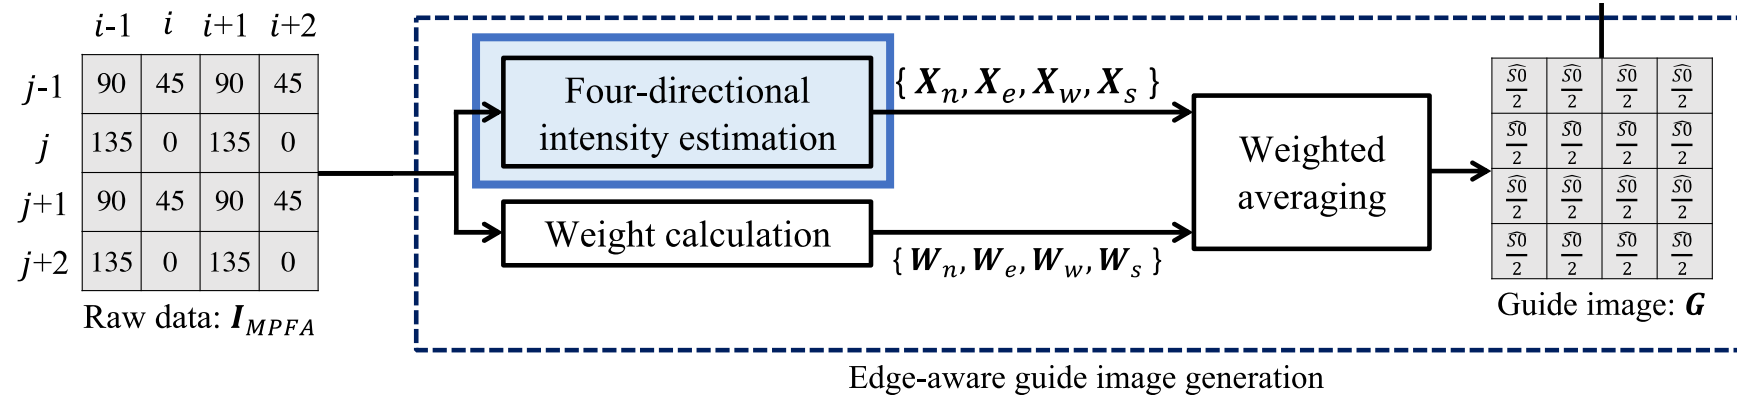 i-1 i i+1 i+2
j-1 90 45 90 45
j 135 0 135 0
j+1 90 45 90 45
j+2 135 0 135 0
Raw data: I_MPFA
Four-directional
intensity estimation
{ X_n, X_e, X_w, X_s }
Weight calculation
{ W_n, W_e, W_w, W_s }
Weighted
averaging
Ŝ0/2 Ŝ0/2 Ŝ0/2 Ŝ0/2
Ŝ0/2 Ŝ0/2 Ŝ0/2 Ŝ0/2
Ŝ0/2 Ŝ0/2 Ŝ0/2 Ŝ0/2
Ŝ0/2 Ŝ0/2 Ŝ0/2 Ŝ0/2
Guide image: G
Edge-aware guide image generation